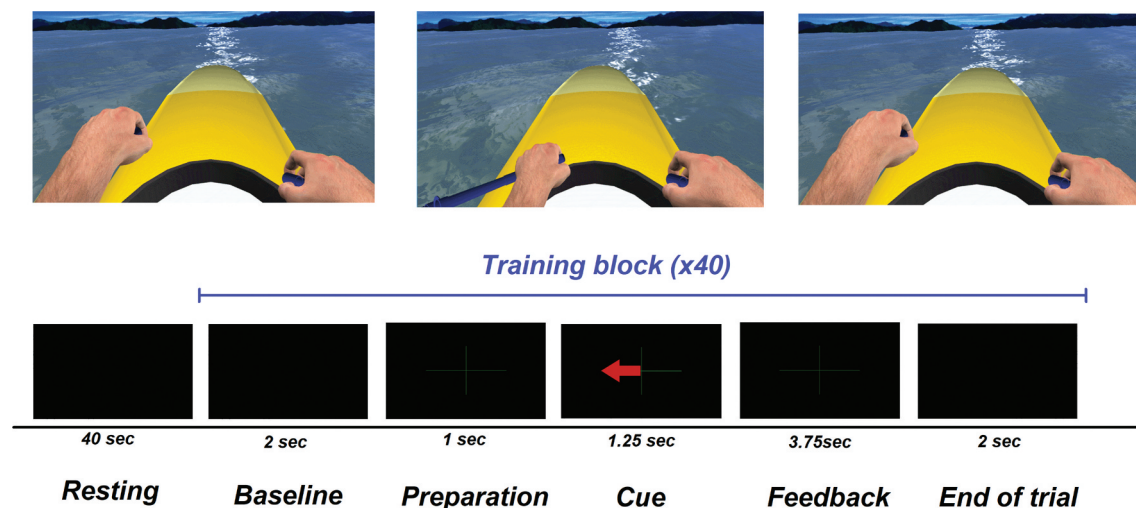 Training block (x40)
40 sec 2 sec 1 sec 1.25 sec 3.75sec 2 sec
Resting Baseline Preparation Cue Feedback End of trial